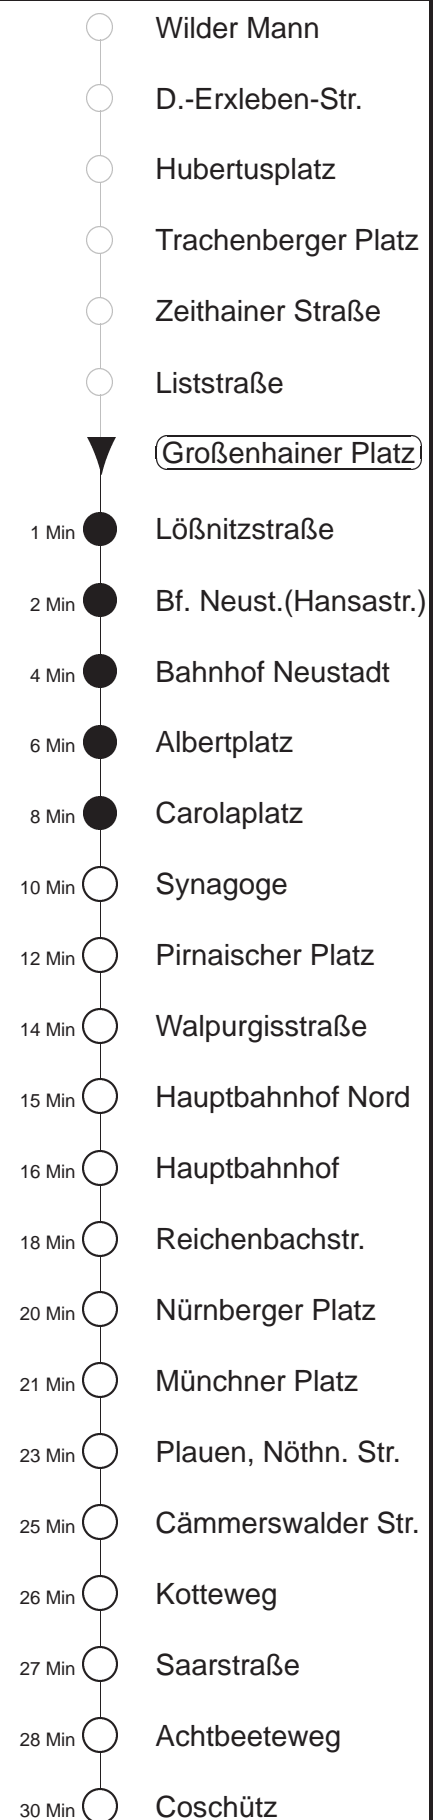 Wilder Mann
D.-Erxleben-Str.
Hubertusplatz
Trachenberger Platz
Zeithainer Straße
Liststraße
Großenhainer Platz
1 Min Lößnitzstraße
2 Min Bf. Neust.(Hansastr.)
4 Min Bahnhof Neustadt
6 Min Albertplatz
8 Min Carolaplatz
10 Min Synagoge
12 Min Pirnaischer Platz
14 Min Walpurgisstraße
15 Min Hauptbahnhof Nord
16 Min Hauptbahnhof
18 Min Reichenbachstr.
20 Min Nürnberger Platz
21 Min Münchner Platz
23 Min Plauen, Nöthn. Str.
25 Min Cämmerswalder Str.
26 Min Kotteweg
27 Min Saarstraße
28 Min Achtbeeteweg
30 Min Coschütz